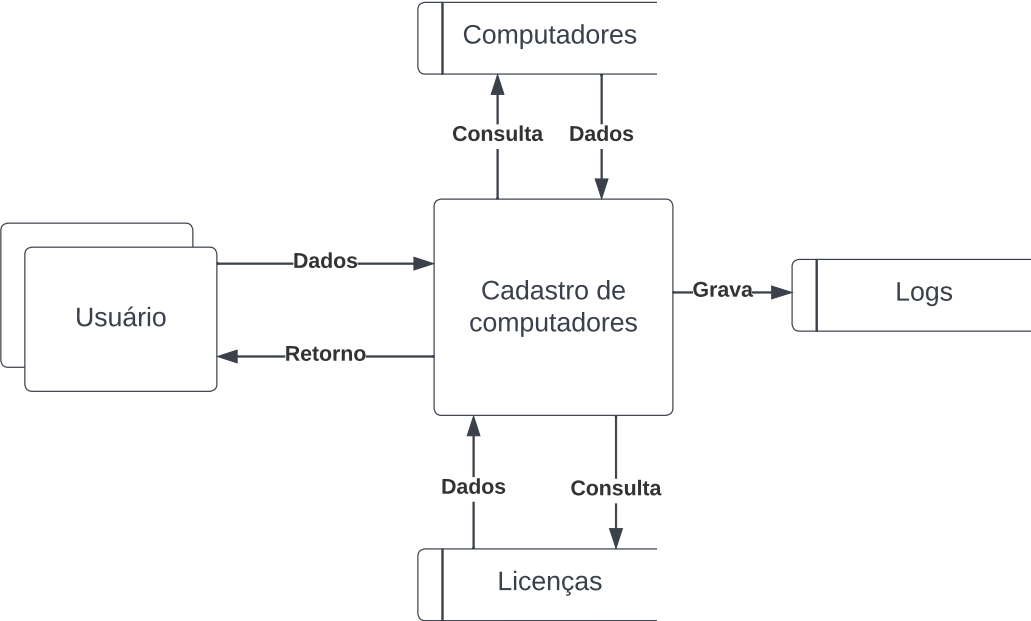 Computadores
Consulta
Dados
Dados
Cadastro de
computadores
Grava
Logs
Usuário
Retorno
Dados
Consulta
Licenças